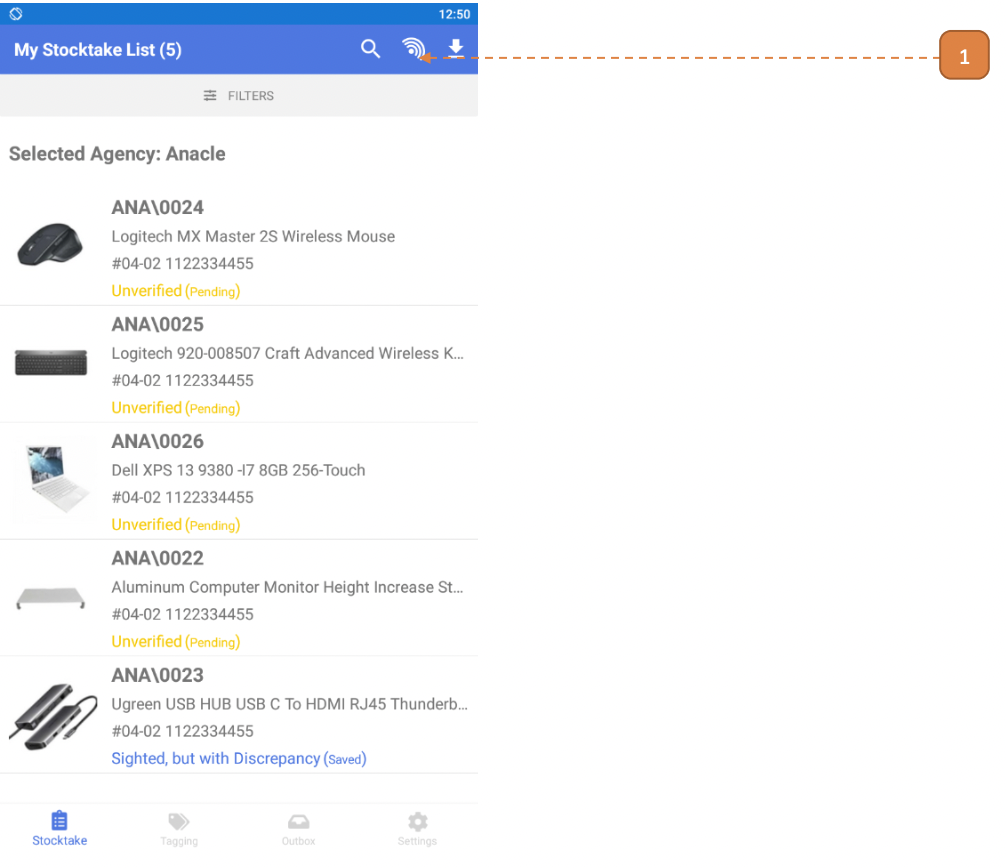 12:50
My Stocktake List (5)
1
FILTERS
Selected Agency: Anacle
ANA\0024
Logitech MX Master 2S Wireless Mouse
#04-02 1122334455
Unverified (Pending)
ANA\0025
Logitech 920-008507 Craft Advanced Wireless K...
#04-02 1122334455
Unverified (Pending)
ANA\0026
Dell XPS 13 9380 -I7 8GB 256-Touch
#04-02 1122334455
Unverified (Pending)
ANA\0022
Aluminum Computer Monitor Height Increase St...
#04-02 1122334455
Unverified (Pending)
ANA\0023
Ugreen USB HUB USB C To HDMI RJ45 Thunderb...
#04-02 1122334455
Sighted, but with Discrepancy (Saved)
Stocktake
Tagging
Outbox
Settings